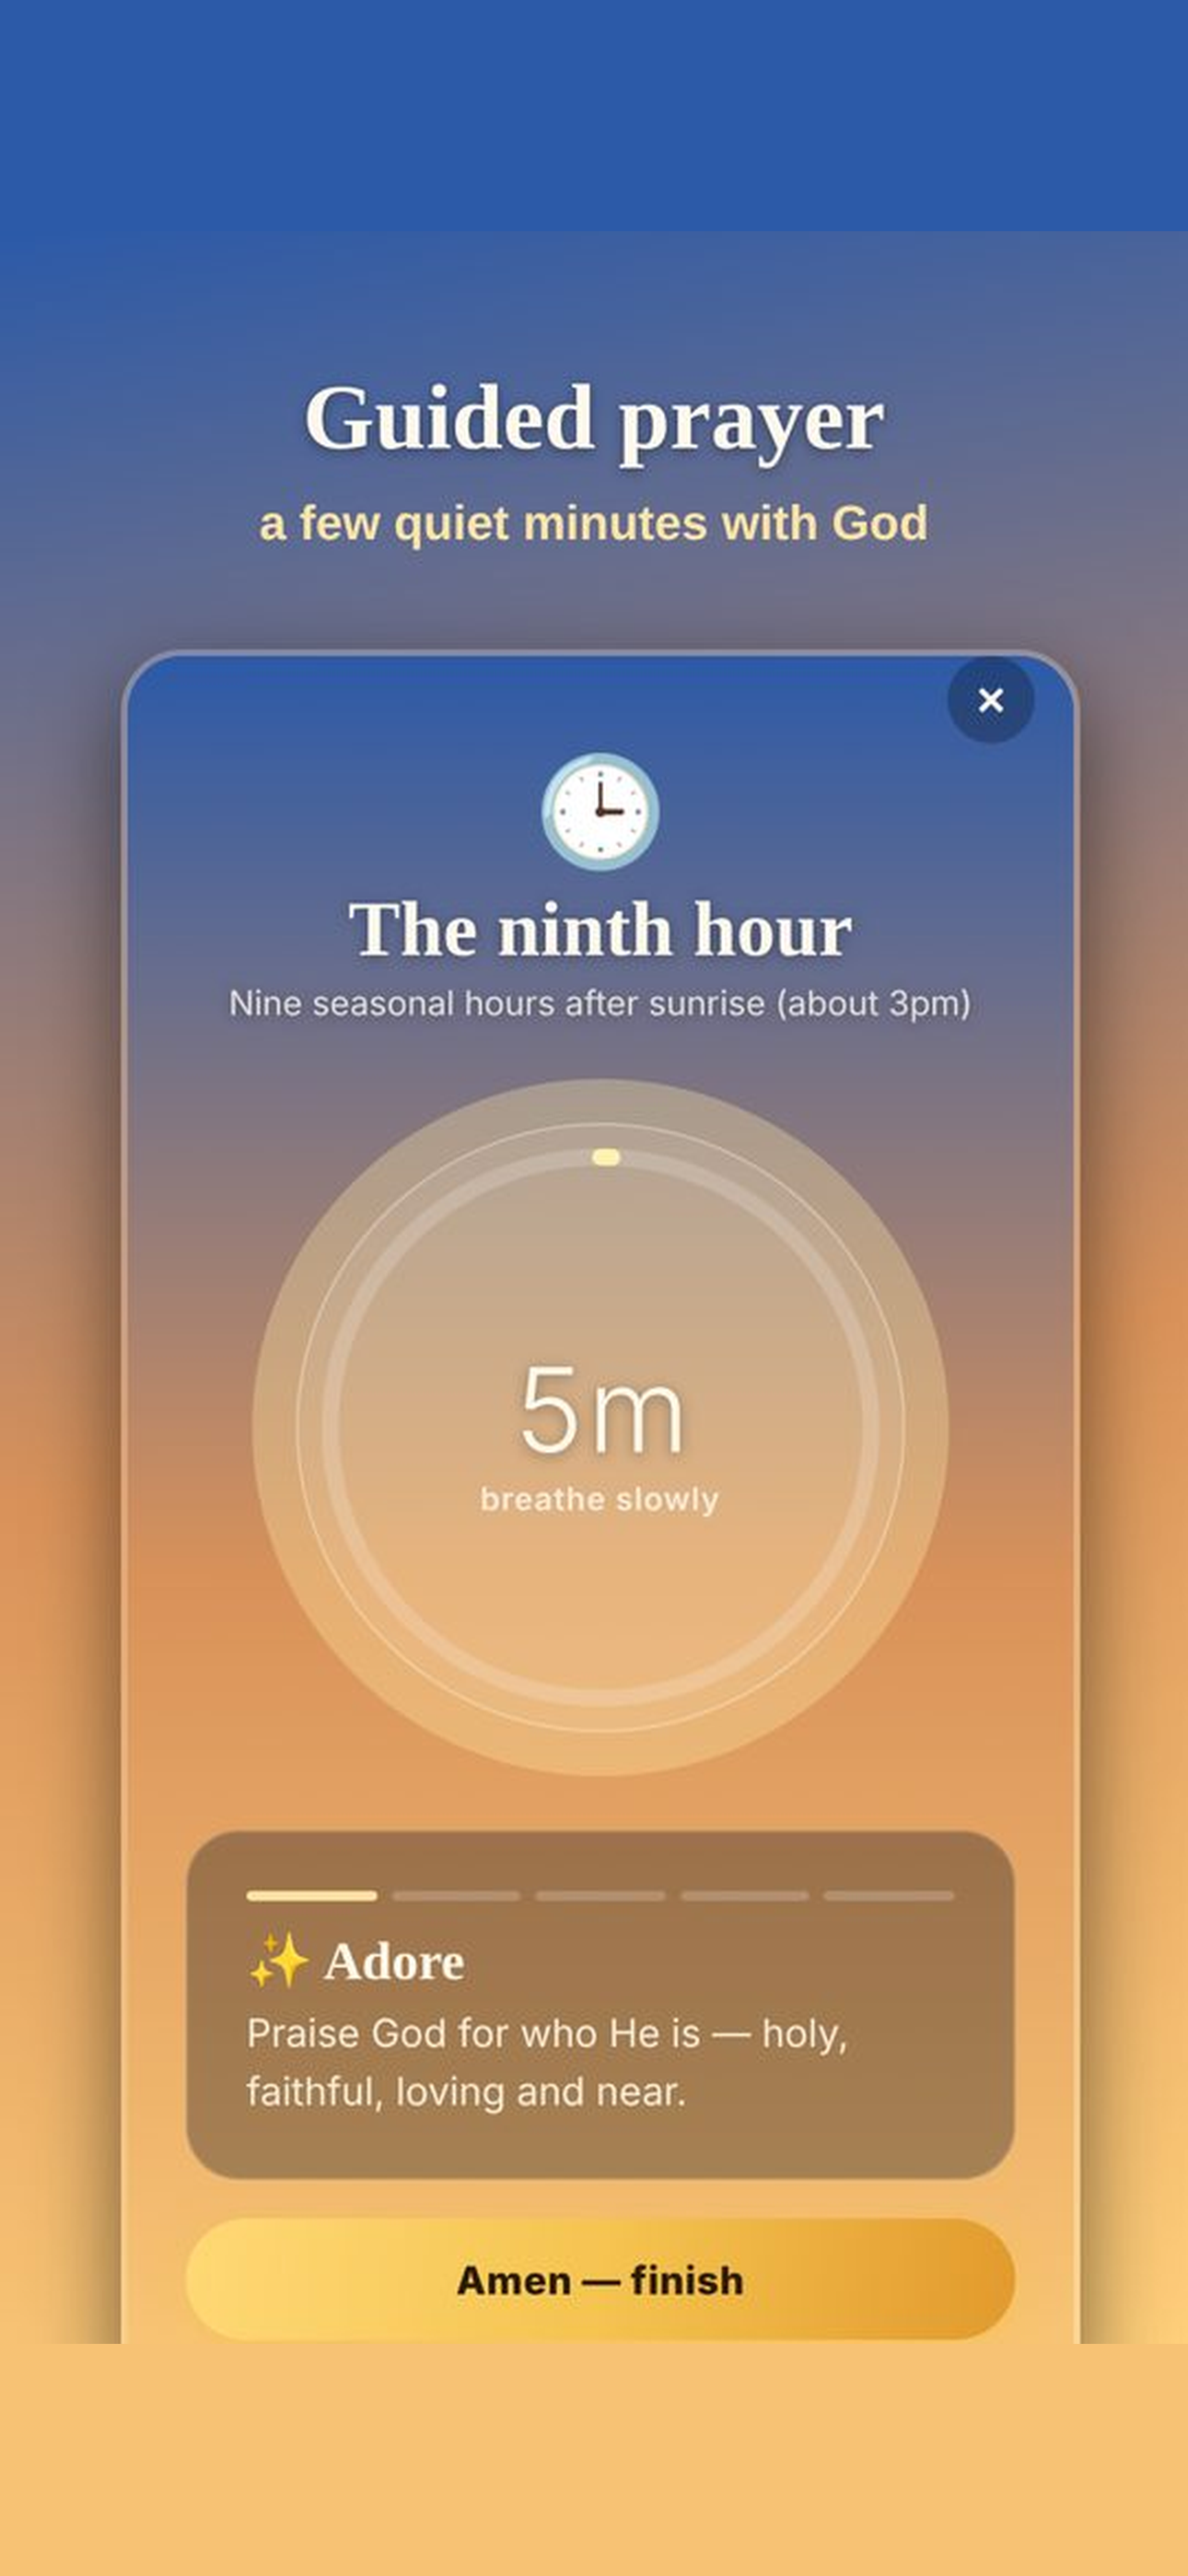 Guided prayer
a few quiet minutes with God
×
The ninth hour
Nine seasonal hours after sunrise (about 3pm)
5m
breathe slowly
✨ Adore
Praise God for who He is — holy,
faithful, loving and near.
Amen — finish